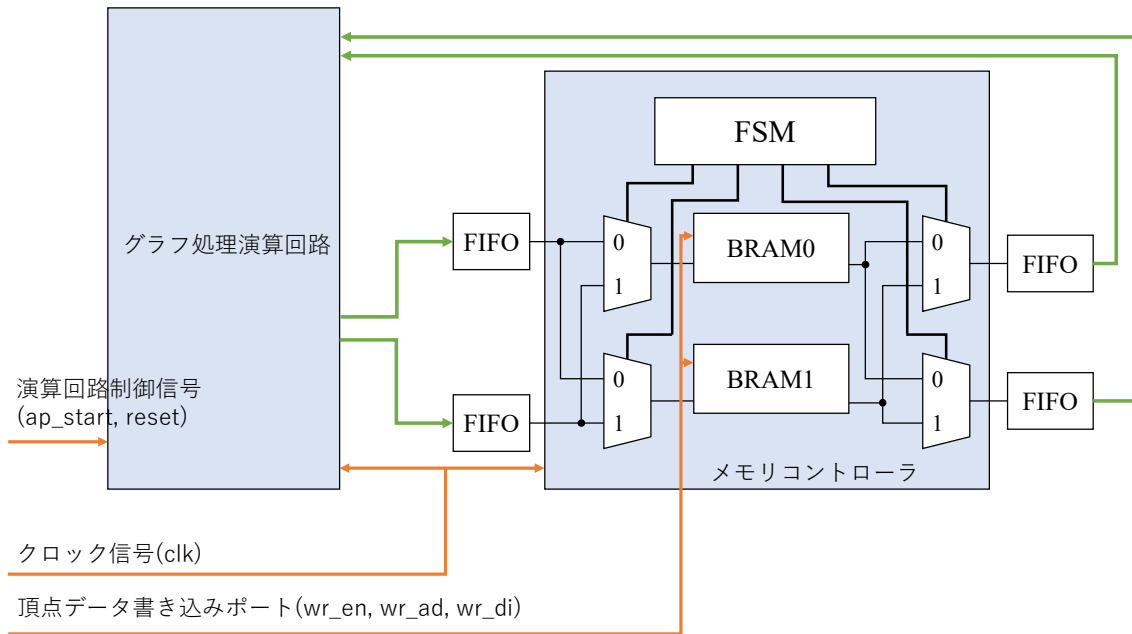 FSM
グラフ処理演算回路
FIFO
0
1
BRAM0
0
1
FIFO
演算回路制御信号
(ap_start, reset)
FIFO
0
1
BRAM1
0
1
FIFO
メモリコントローラ
クロック信号(clk)
頂点データ書き込みポート(wr_en, wr_ad, wr_di)